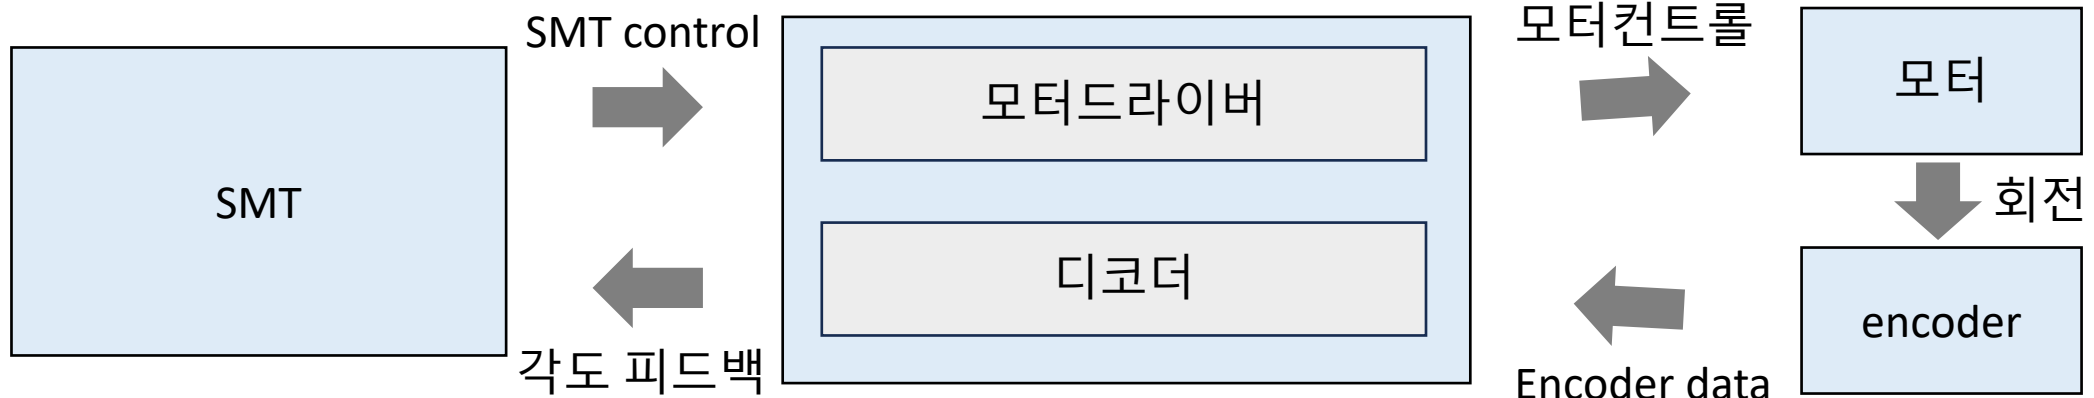 SMT
SMT control
각도 피드백
모터드라이버
디코더
모터컨트롤
Encoder data
모터
회전
encoder